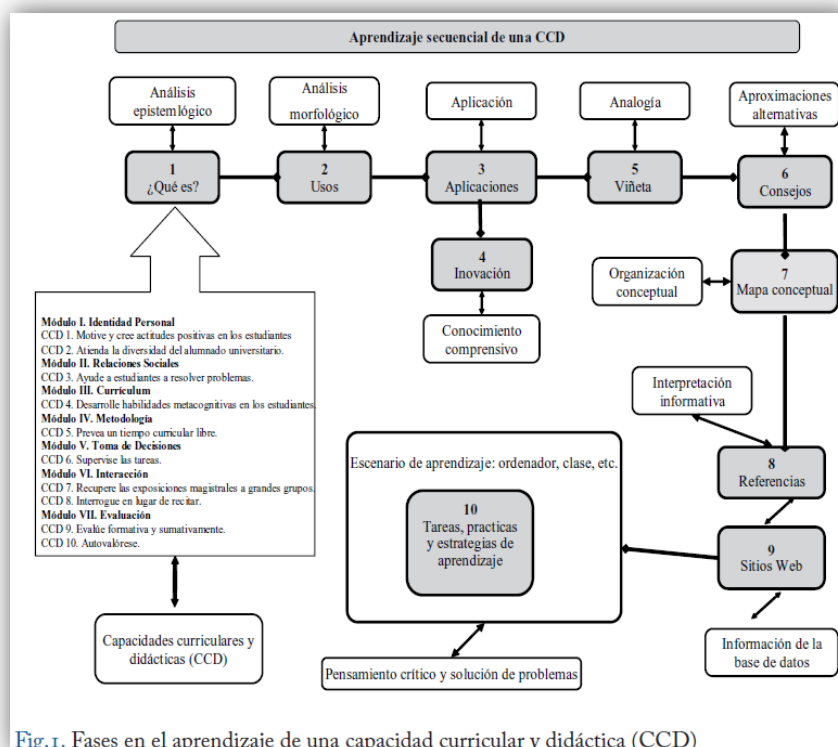 Aprendizaje secuencial de una CCD
Análisis
epistemlógico
Análisis
morfológico
Aplicación
Analogía
Aproximaciones
alternativas
1
¿Qué es?
2
Usos
3
Aplicaciones
5
Viñeta
6
Consejos
4
Inovación
Conocimiento
comprensivo
Organización
conceptual
7
Mapa conceptual
Módulo I. Identidad Personal
CCD 1. Motive y cree actitudes positivas en los estudiantes
CCD 2. Atienda la diversidad del alumnado universitario.
Módulo II. Relaciones Sociales
CCD 3. Ayude a estudiantes a resolver problemas.
Módulo III. Currículum
CCD 4. Desarrolle habilidades metacognitivas en los estudiantes.
Módulo IV. Metodología
CCD 5. Prevea un tiempo curricular libre.
Módulo V. Toma de Decisiones
CCD 6. Supervise las tareas.
Módulo VI. Interacción
CCD 7. Recupere las exposiciones magistrales a grandes grupos.
CCD 8. Interrogue en lugar de recitar.
Módulo VII. Evaluación
CCD 9. Evalúe formativa y sumativamente.
CCD 10. Autovalórese.
Interpretación
informativa
Escenario de aprendizaje: ordenador, clase, etc.
10
Tareas, practicas
y estrategias de
aprendizaje
8
Referencias
9
Sitios Web
Capacidades curriculares y
didácticas (CCD)
Pensamiento crítico y solución de problemas
Información de la
base de datos
Fig.1. Fases en el aprendizaje de una capacidad curricular y didáctica (CCD)